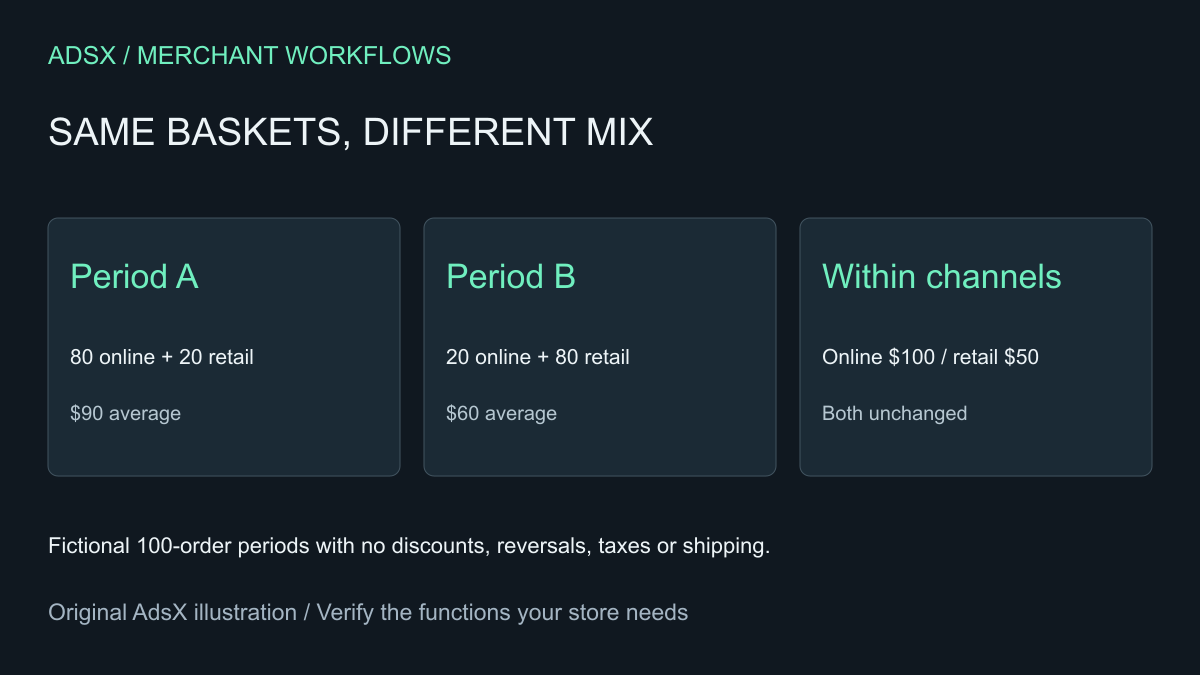 ADSX / MERCHANT WORKFLOWS
SAME BASKETS, DIFFERENT MIX
Period A
80 online + 20 retail
$90 average
Period B
20 online + 80 retail
$60 average
Within channels
Online $100 / retail $50
Both unchanged
Fictional 100-order periods with no discounts, reversals, taxes or shipping.
Original AdsX illustration / Verify the functions your store needs